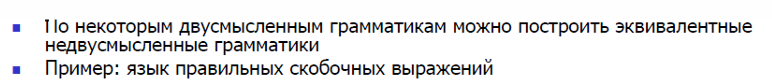 По некоторым двусмысленным грамматикам можно построить эквивалентные
недвусмысленные грамматики
Пример: язык правильных скобочных выражений